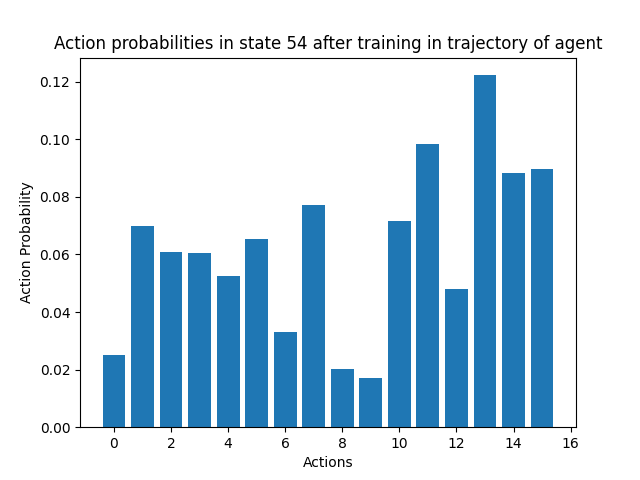 Action probabilities in state 54 after training in trajectory of agent
0.12
0.10
0.08
0.06
0.04
0.02
0.00
Action Probability
0 2 4 6 8 10 12 14 16
Actions